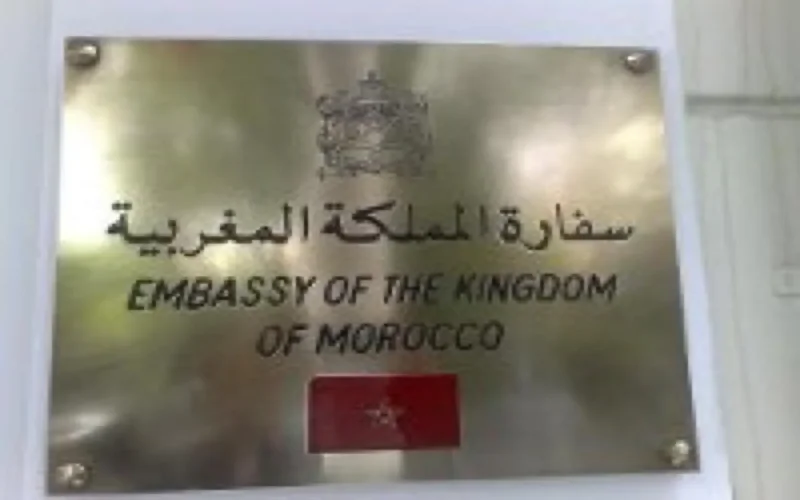 سفارة المملكة المغربية
EMBASSY OF THE KINGDOM
OF MOROCCO